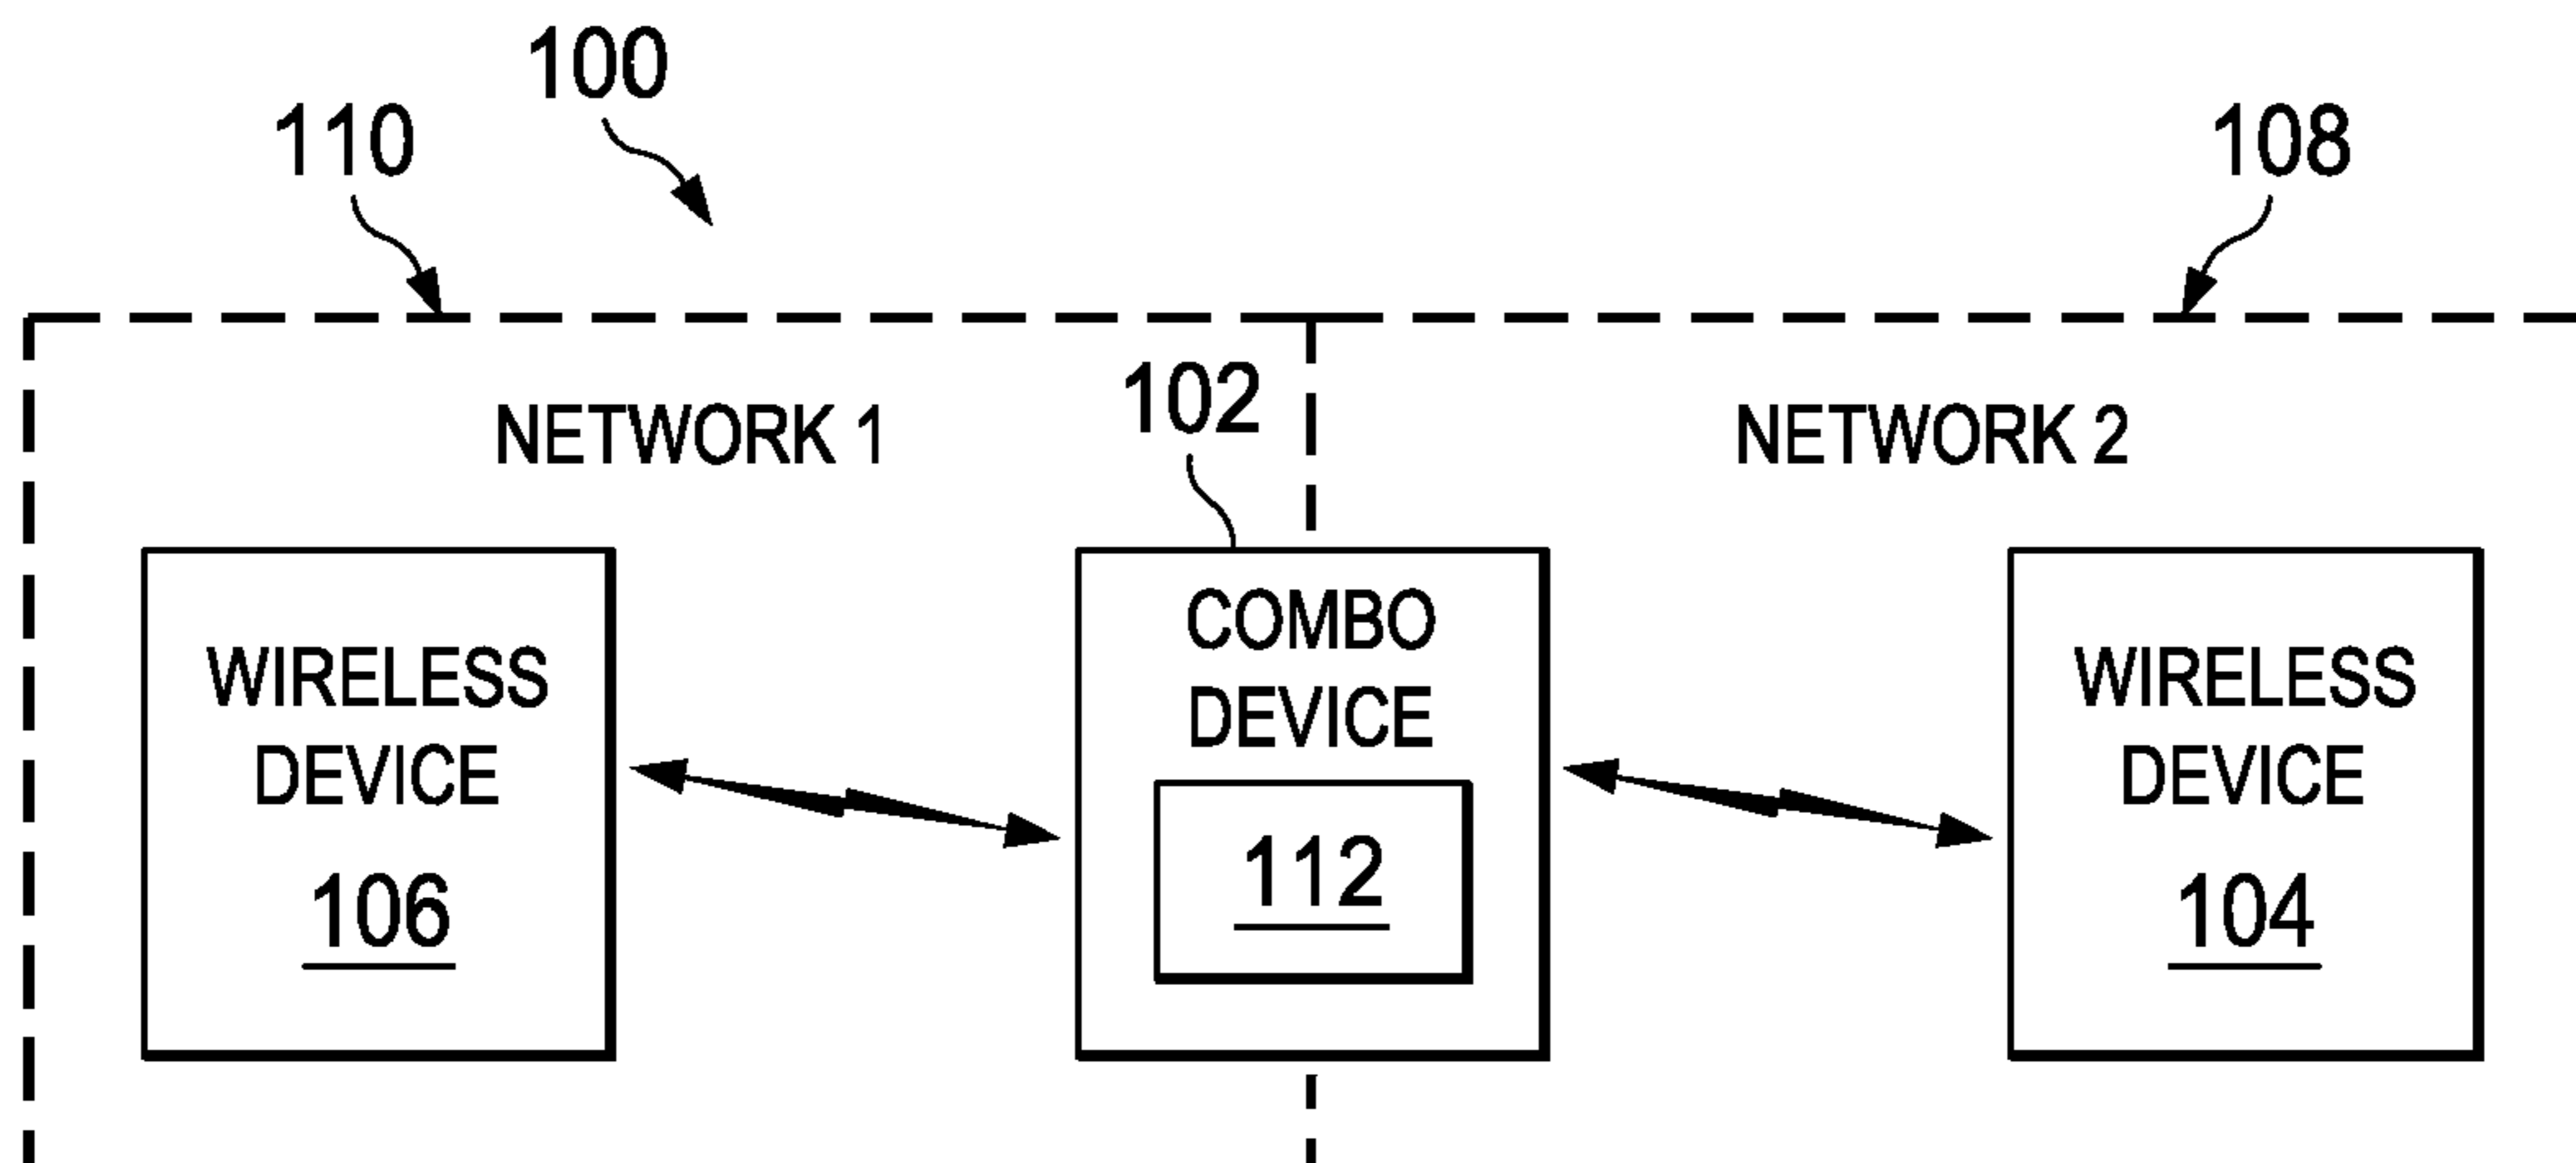 100
110
108
102
NETWORK 1
NETWORK 2
WIRELESS
DEVICE
106
COMBO
DEVICE
112
WIRELESS
DEVICE
104